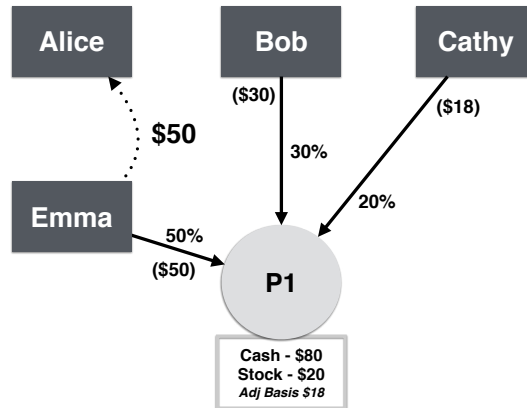 Alice
Bob
Cathy
($30)
($18)
$50
30%
20%
Emma
50%
($50)
P1
Cash - $80
Stock - $20
Adj Basis $18